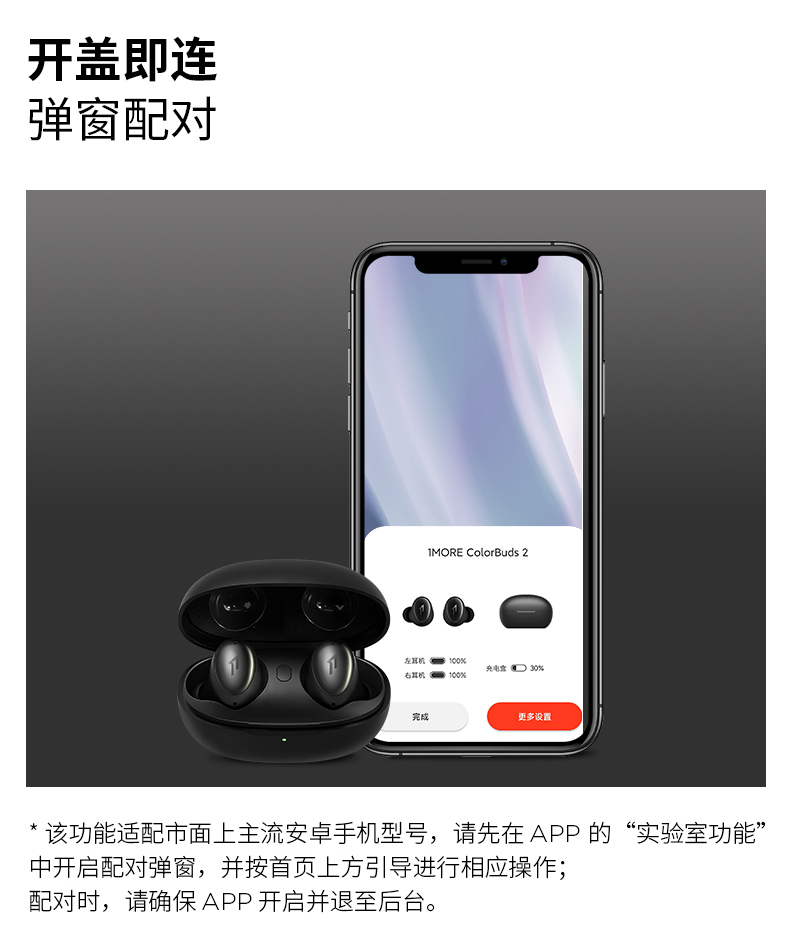 开盖即连
弹窗配对
1MORE ColorBuds 2
左耳机 100%
右耳机 100%
充电盒 30%
完成
更多设置
* 该功能适配市面上主流安卓手机型号，请先在 APP 的“实验室功能”
中开启配对弹窗，并按首页上方引导进行相应操作；
配对时，请确保 APP 开启并退至后台。